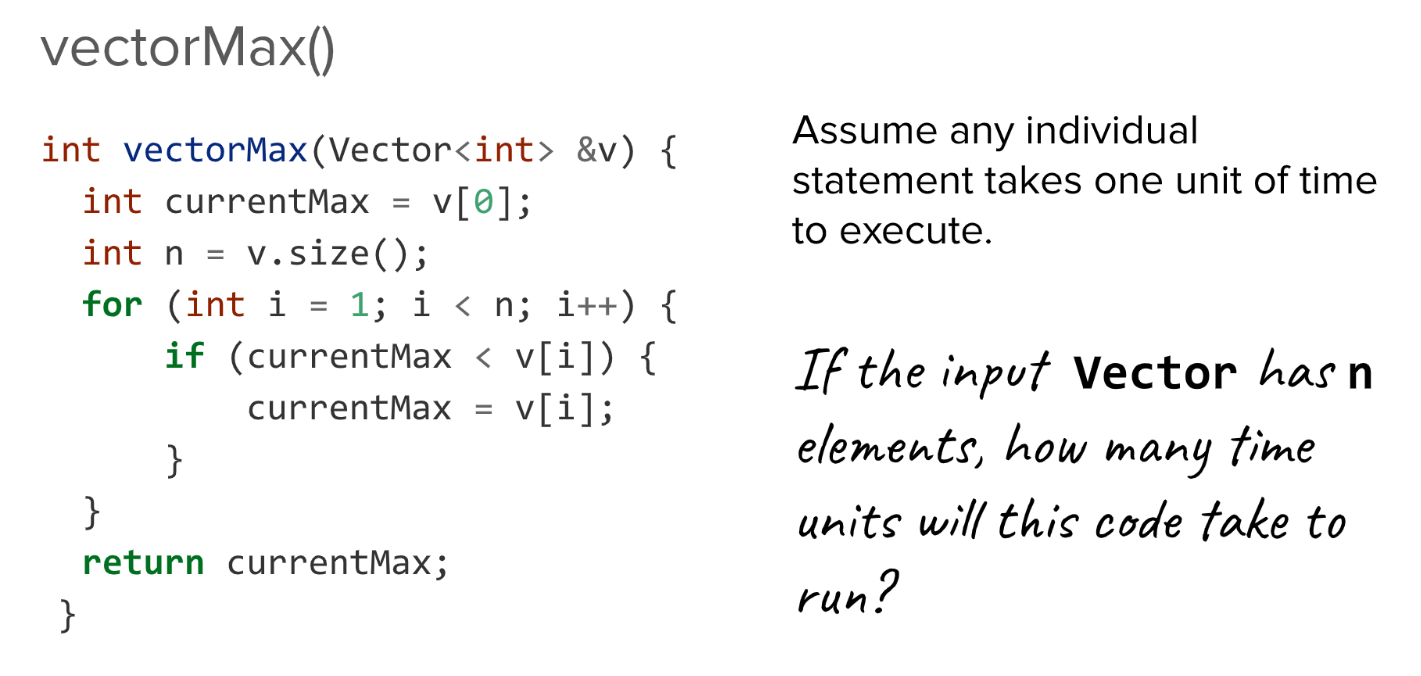 vectorMax()
int vectorMax(Vector<int> &v) {
int currentMax = v[0];
int n = v.size();
for (int i = 1; i < n; i++) {
if (currentMax < v[i]) {
currentMax = v[i];
}
}
return currentMax;
}
Assume any individual
statement takes one unit of time
to execute.
If the input Vector has n
elements, how many time
units will this code take to
run?